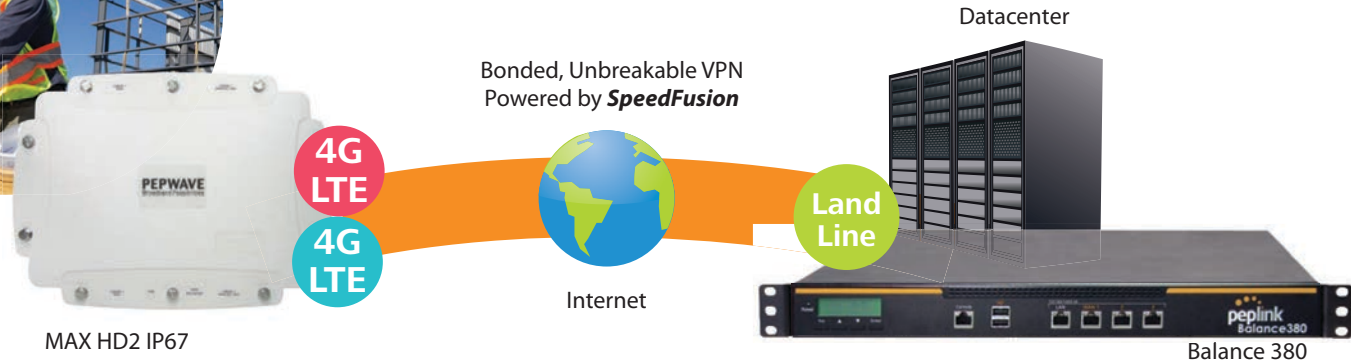 Datacenter
Bonded, Unbreakable VPN
Powered by SpeedFusion
4G
LTE
4G
LTE
PEPWAVE
Land
Line
Internet
peplink
Balance380
MAX HD2 IP67
Balance 380